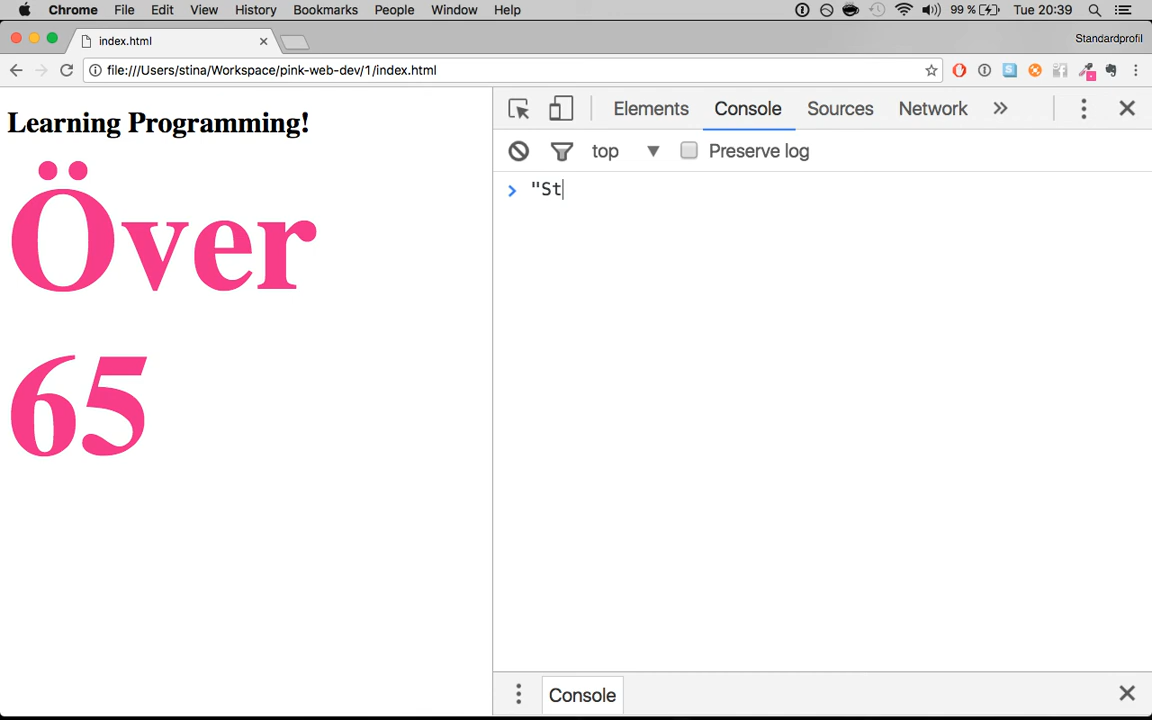 Chrome File Edit View History Bookmarks People Window Help 99 % Tue 20:39
index.html Standardprofil
file:///Users/stina/Workspace/pink-web-dev/1/index.html
Learning Programming!
Över
65
Elements Console Sources Network
top Preserve log
"St
Console